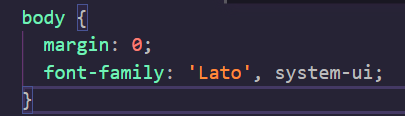 body {
  margin: 0;
  font-family: 'Lato', system-ui;
}